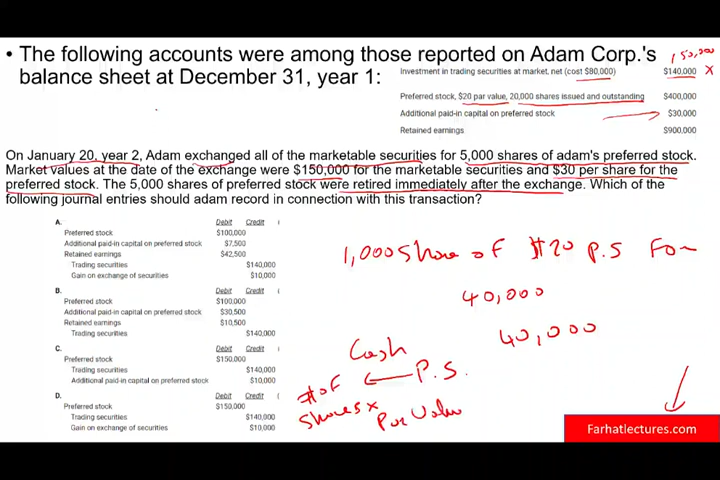 • The following accounts were among those reported on Adam Corp.'s
balance sheet at December 31, year 1:
150,000
Investment in trading securities at market, net (cost $80,000) $140,000 x
Preferred stock, $20 par value, 20,000 shares issued and outstanding $400,000
Additional paid-in capital on preferred stock $30,000
Retained earnings $900,000
On January 20, year 2, Adam exchanged all of the marketable securities for 5,000 shares of adam's preferred stock.
Market values at the date of the exchange were $150,000 for the marketable securities and $30 per share for the
preferred stock. The 5,000 shares of preferred stock were retired immediately after the exchange. Which of the
following journal entries should adam record in connection with this transaction?
A. Debit Credit
Preferred stock $100,000
Additional paid-in capital on preferred stock $7,500
Retained earnings $42,500
Trading securities $140,000
Gain on exchange of securities $10,000
B. Debit Credit
Preferred stock $100,000
Additional paid-in capital on preferred stock $30,500
Retained earnings $10,500
Trading securities $140,000
C. Debit Credit
Preferred stock $150,000
Trading securities $140,000
Additional paid-in capital on preferred stock $10,000
D. Debit Credit
Preferred stock $150,000
Trading securities $140,000
Gain on exchange of securities $10,000
1,000 Share of $20 P.S For
40,000
40,000
Cash
P.S.
# of
shares x
Par Value
Farhatlectures.com